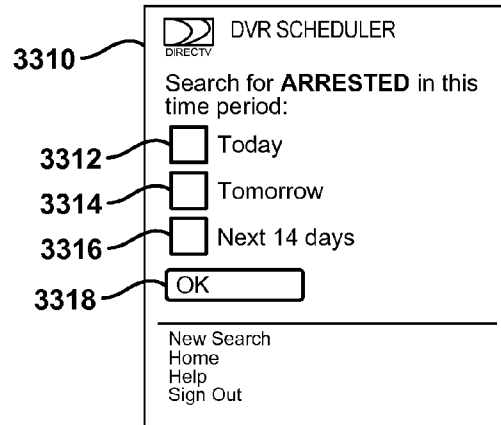 DVR SCHEDULER
DIRECTV
3310
Search for ARRESTED in this
time period:
3312 Today
3314 Tomorrow
3316 Next 14 days
3318 OK
New Search
Home
Help
Sign Out